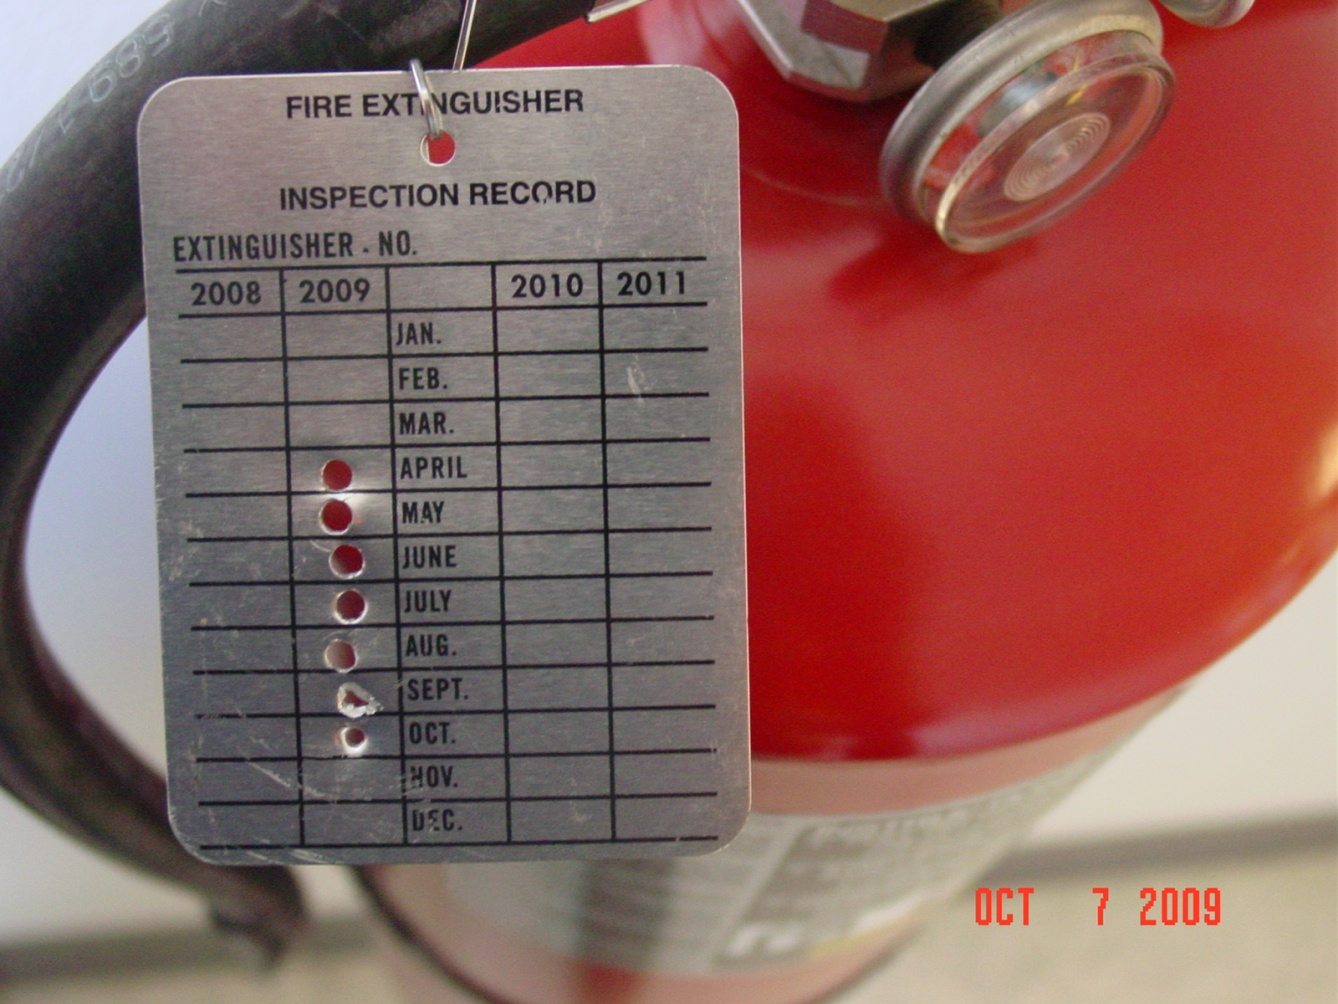 FIRE EXTINGUISHER
INSPECTION RECORD
EXTINGUISHER - NO.
2008 2009 2010 2011
JAN.
FEB.
MAR.
APRIL
MAY
JUNE
JULY
AUG.
SEPT.
OCT.
NOV.
DEC.
OCT 7 2009